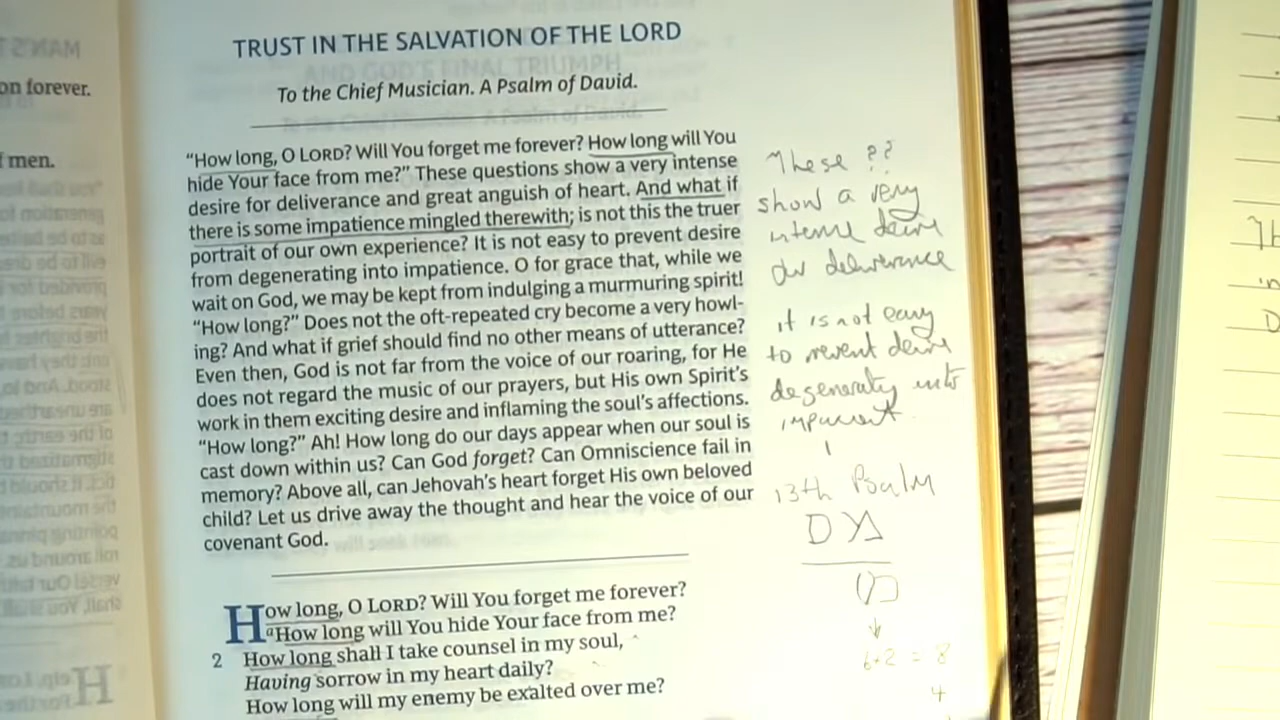 TRUST IN THE SALVATION OF THE LORD
To the Chief Musician. A Psalm of David.
"How long, O LORD? Will You forget me forever? How long will You
hide Your face from me?" These questions show a very intense
desire for deliverance and great anguish of heart. And what if
there is some impatience mingled therewith; is not this the truer
portrait of our own experience? It is not easy to prevent desire
from degenerating into impatience. O for grace that, while we
wait on God, we may be kept from indulging a murmuring spirit!
"How long?" Does not the oft-repeated cry become a very howl-
ing? And what if grief should find no other means of utterance?
Even then, God is not far from the voice of our roaring, for He
does not regard the music of our prayers, but His own Spirit's
work in them exciting desire and inflaming the soul's affections.
"How long?" Ah! How long do our days appear when our soul is
cast down within us? Can God forget? Can Omniscience fail in
memory? Above all, can Jehovah's heart forget His own beloved
child? Let us drive away the thought and hear the voice of our
covenant God.
How long, O LORD? Will You forget me forever?
aHow long will You hide Your face from me?
2 How long shall I take counsel in my soul,
Having sorrow in my heart daily?
How long will my enemy be exalted over me?
on forever.
f men.
These ??
show a very
intense desire
deliverance
it is not easy
to desire
into
13th Psalm
6+2 = 8
4